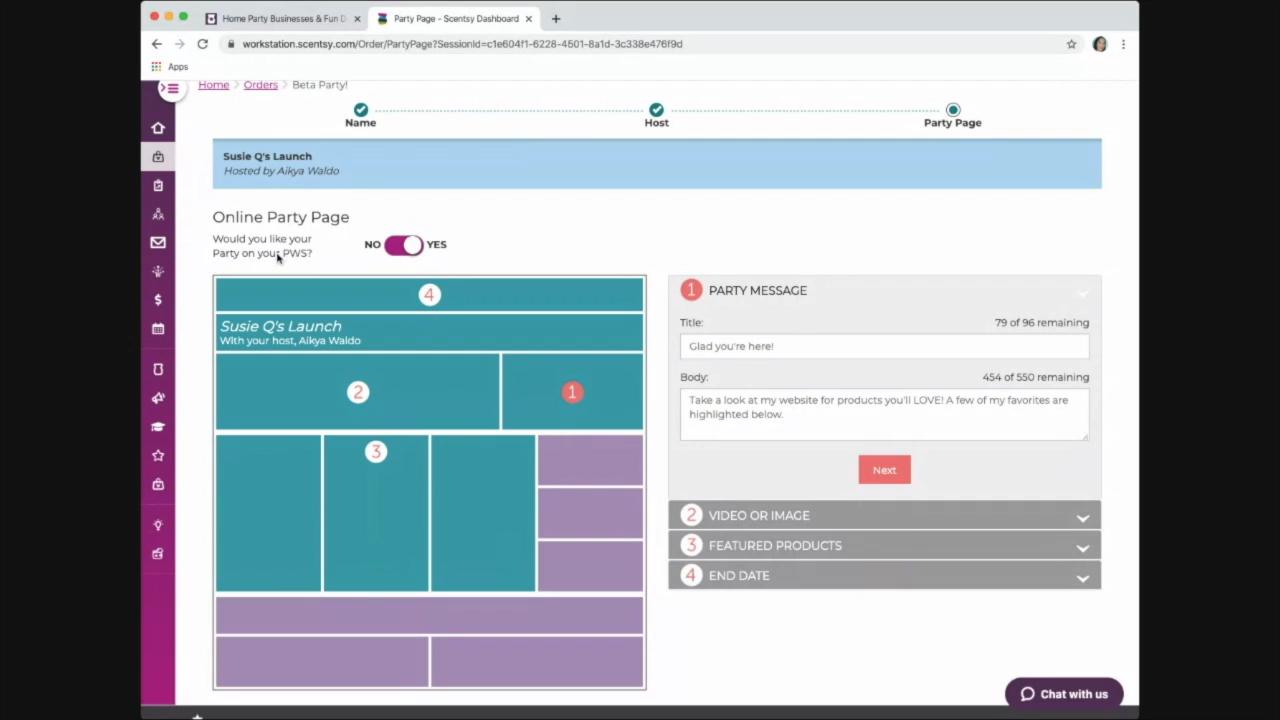 Home Party Businesses & Fun D
Party Page - Scentsy Dashboard
workstation.scentsy.com/Order/PartyPage?SessionId=c1e604f1-6228-4501-8a1d-3c338e476f9d
Apps
Home > Orders > Beta Party!
Name
Host
Party Page
Susie Q's Launch
Hosted by Aikya Waldo
Online Party Page
Would you like your
Party on your PWS?
NO
YES
4
Susie Q's Launch
With your host, Aikya Waldo
2
1
3
1 PARTY MESSAGE
Title:
79 of 96 remaining
Glad you're here!
Body:
454 of 550 remaining
Take a look at my website for products you'll LOVE! A few of my favorites are
highlighted below.
Next
2 VIDEO OR IMAGE
3 FEATURED PRODUCTS
4 END DATE
Chat with us